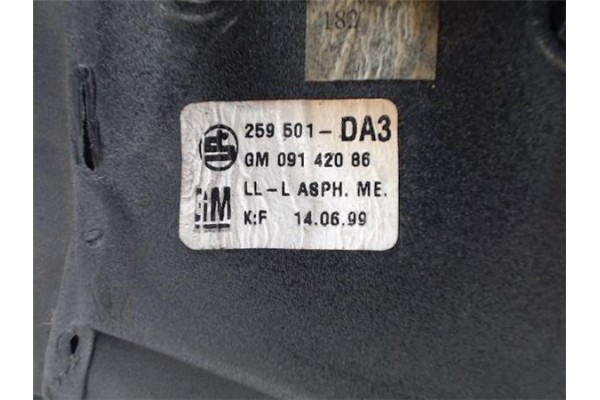 182
259 501- DA3
GM 091 420 86
LL-L ASPH. ME.
GM K:F 14.06.99